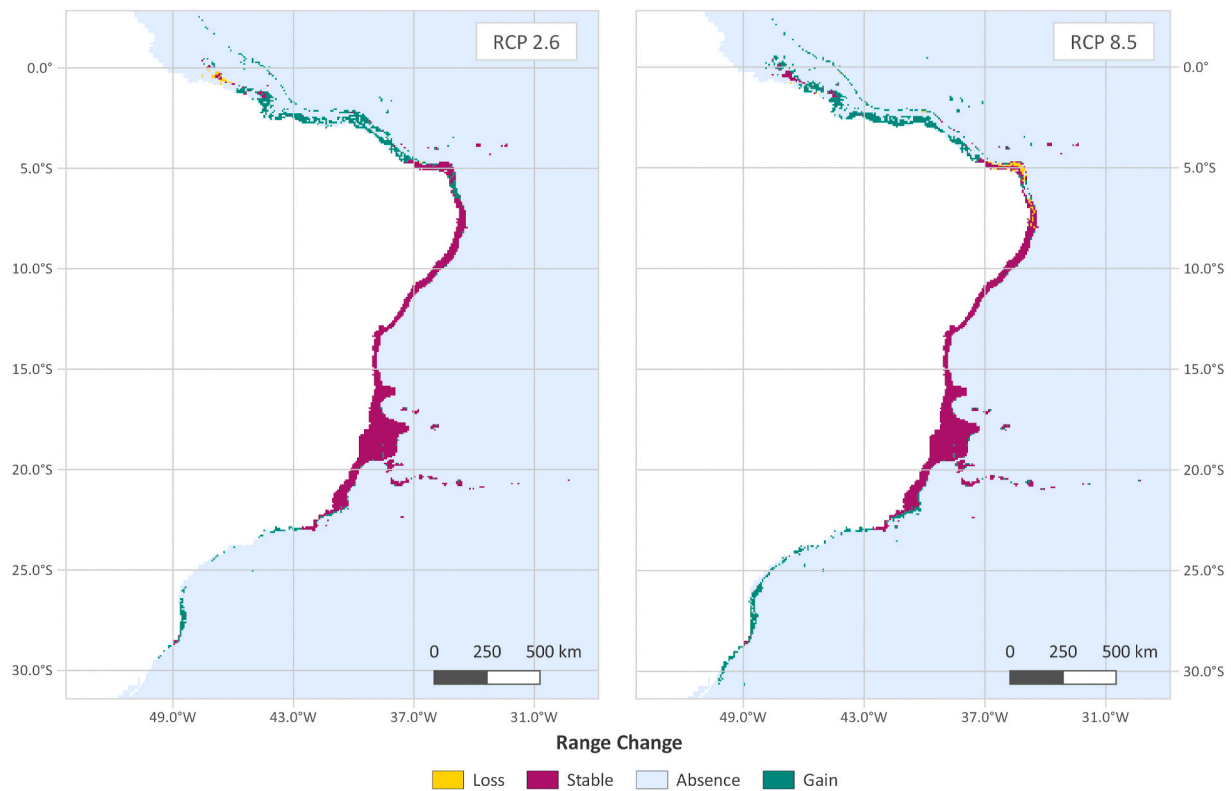 RCP 2.6
RCP 8.5
0.0°
0.0°
5.0°S
5.0°S
10.0°S
10.0°S
15.0°S
15.0°S
20.0°S
20.0°S
25.0°S
25.0°S
0 250 500 km
0 250 500 km
30.0°S
30.0°S
49.0°W 43.0°W 37.0°W 31.0°W
49.0°W 43.0°W 37.0°W 31.0°W
Range Change
Loss Stable Absence Gain